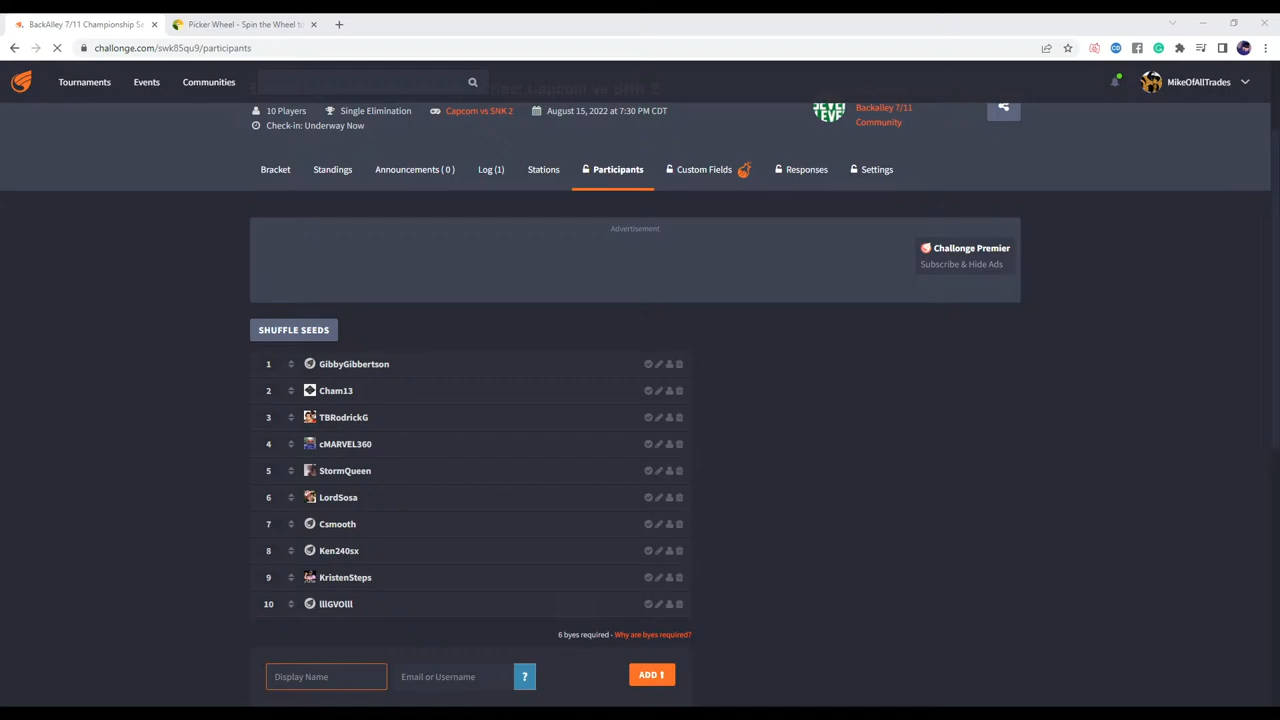 BackAlley 7/11 Championship Se
Picker Wheel - Spin the Wheel to
challonge.com/swk85qu9/participants
Tournaments
Events
Communities
MikeOfAllTrades
Capcom vs SNK 2
10 Players
Single Elimination
Capcom vs SNK 2
August 15, 2022 at 7:30 PM CDT
Check-in: Underway Now
Backalley 7/11
Community
Bracket
Standings
Announcements ( 0 )
Log (1)
Stations
Participants
Custom Fields
Responses
Settings
Advertisement
Challonge Premier
Subscribe & Hide Ads
SHUFFLE SEEDS
1 GibbyGibbertson
2 Cham13
3 TBRodrickG
4 cMARVEL360
5 StormQueen
6 LordSosa
7 Csmooth
8 Ken240sx
9 KristenSteps
10 lllGVOlll
6 byes required - Why are byes required?
Display Name
Email or Username
?
ADD